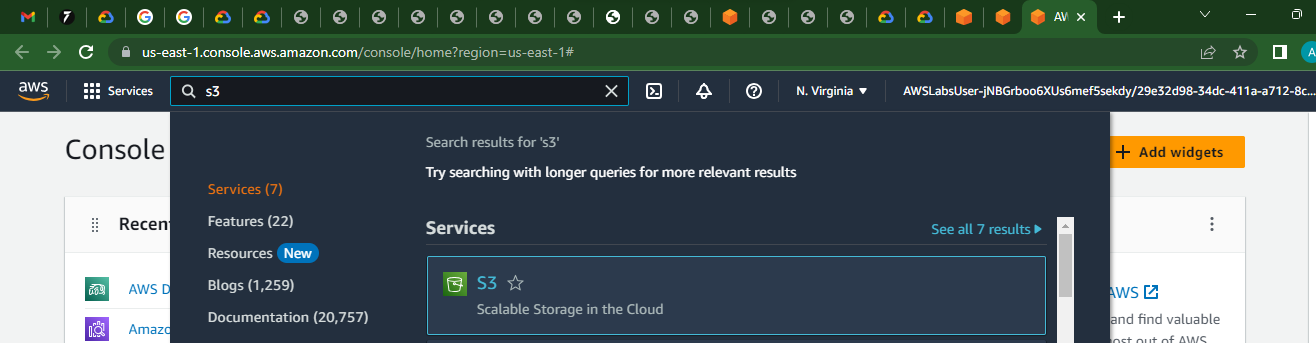 us-east-1.console.aws.amazon.com/console/home?region=us-east-1#
aws
Services
s3
N. Virginia
AWSLabsUser-jNBGrboo6XUs6mef5sekdy/29e32d98-34dc-411a-a712-8c...
Console
Search results for 's3'
Try searching with longer queries for more relevant results
+ Add widgets
Services (7)
Features (22)
Resources New
Blogs (1,259)
Documentation (20,757)
Services
See all 7 results
S3
Scalable Storage in the Cloud
Recen
AWS D
Amazo
AWS
and find valuable
ost out of AWS